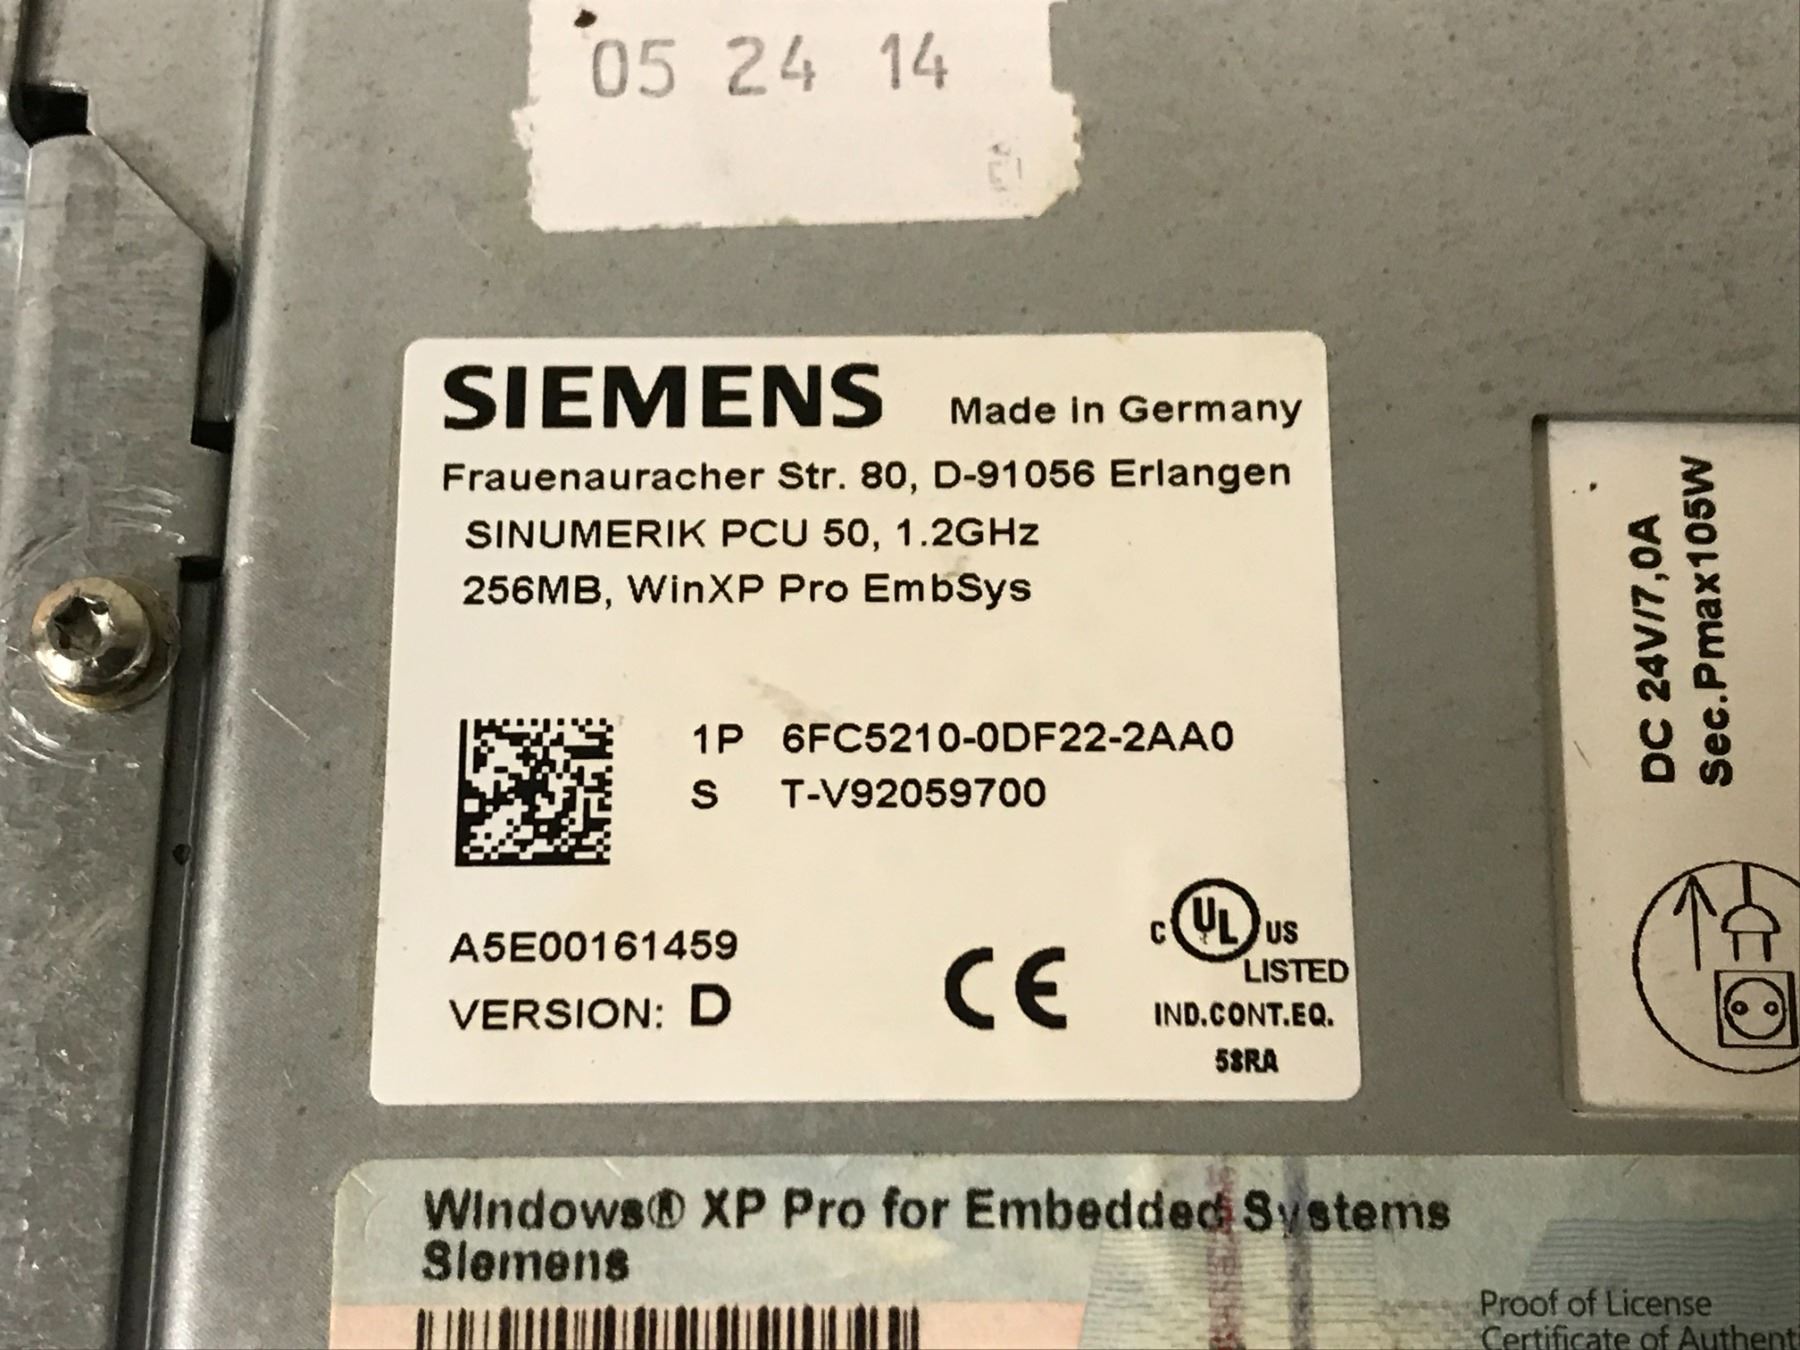 05 24 14
SIEMENS Made in Germany
Frauenauracher Str. 80, D-91056 Erlangen
SINUMERIK PCU 50, 1.2GHz
256MB, WinXP Pro EmbSys
1P 6FC5210-0DF22-2AA0
S T-V92059700
A5E00161459
VERSION: D
CE
C UL US
LISTED
IND.CONT.EQ.
58RA
DC 24V/7,0A
Sec.Pmax105W
Windows® XP Pro for Embedded Systems
Siemens
Proof of License
Certificate of